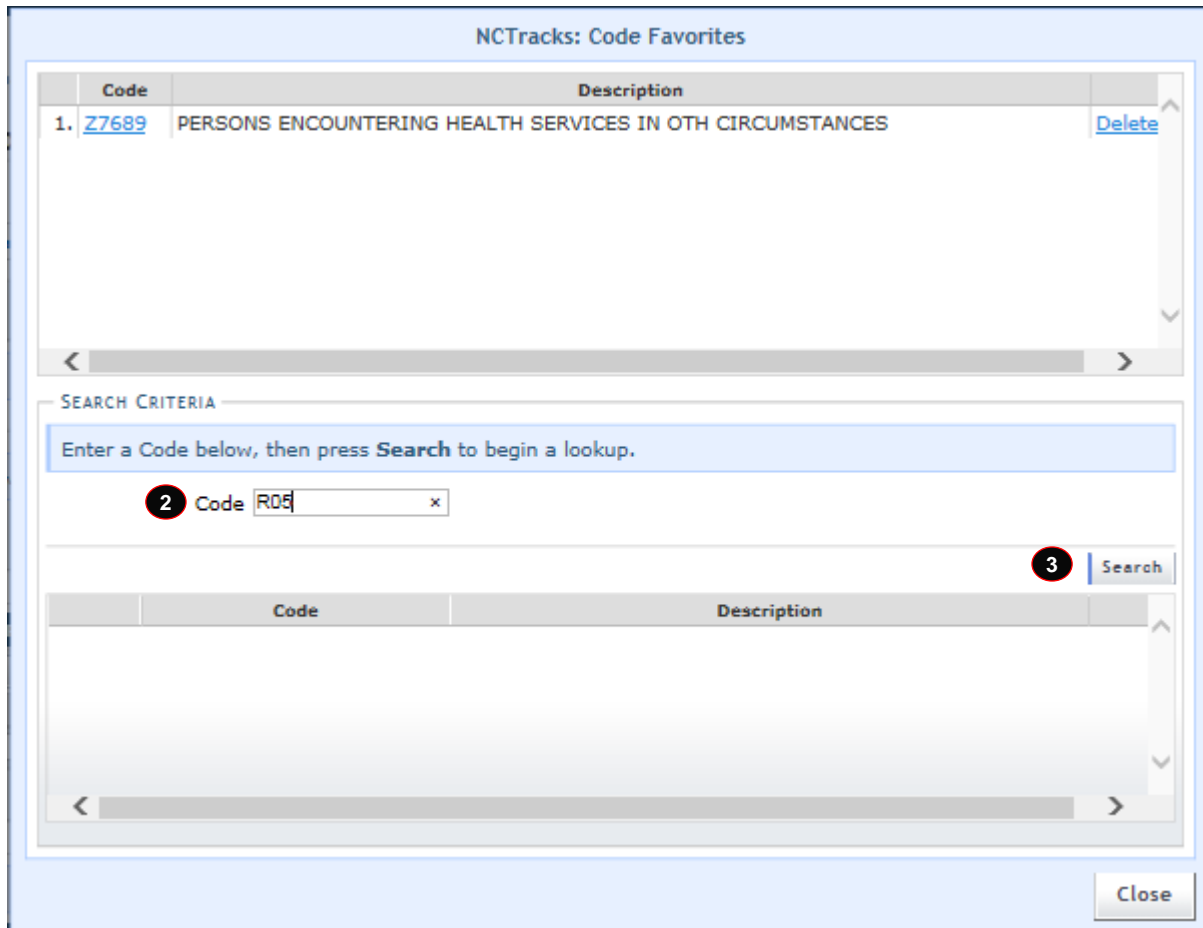 NCTracks: Code Favorites
Code Description
1. Z7689 PERSONS ENCOUNTERING HEALTH SERVICES IN OTH CIRCUMSTANCES Delete
SEARCH CRITERIA
Enter a Code below, then press Search to begin a lookup.
2 Code R05 ×
3 Search
Code Description
Close